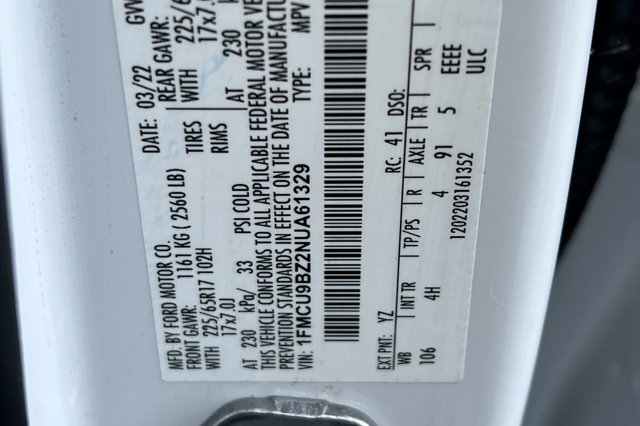 MFD. BY FORD MOTOR CO.
DATE: 03/22 GVW
FRONT GAWR: 1161 KG ( 2560 LB) REAR GAWR:
225/65R17 102H WITH TIRES WITH 225/6
17x7.0J RIMS 17x7.0
AT 230 kPa/ 33 PSI COLD AT 230 k
THIS VEHICLE CONFORMS TO ALL APPLICABLE FEDERAL MOTOR VE
PREVENTION STANDARDS IN EFFECT ON THE DATE OF MANUFACTUR
VIN: 1FMCU9BZ2NUA61329 TYPE: MPV
EXT PNT: YZ RC: 41 DSO:
WB INT TR TP/PS R AXLE TR SPR
106 4H 4 91 5 EEEE
1202203161352 ULC